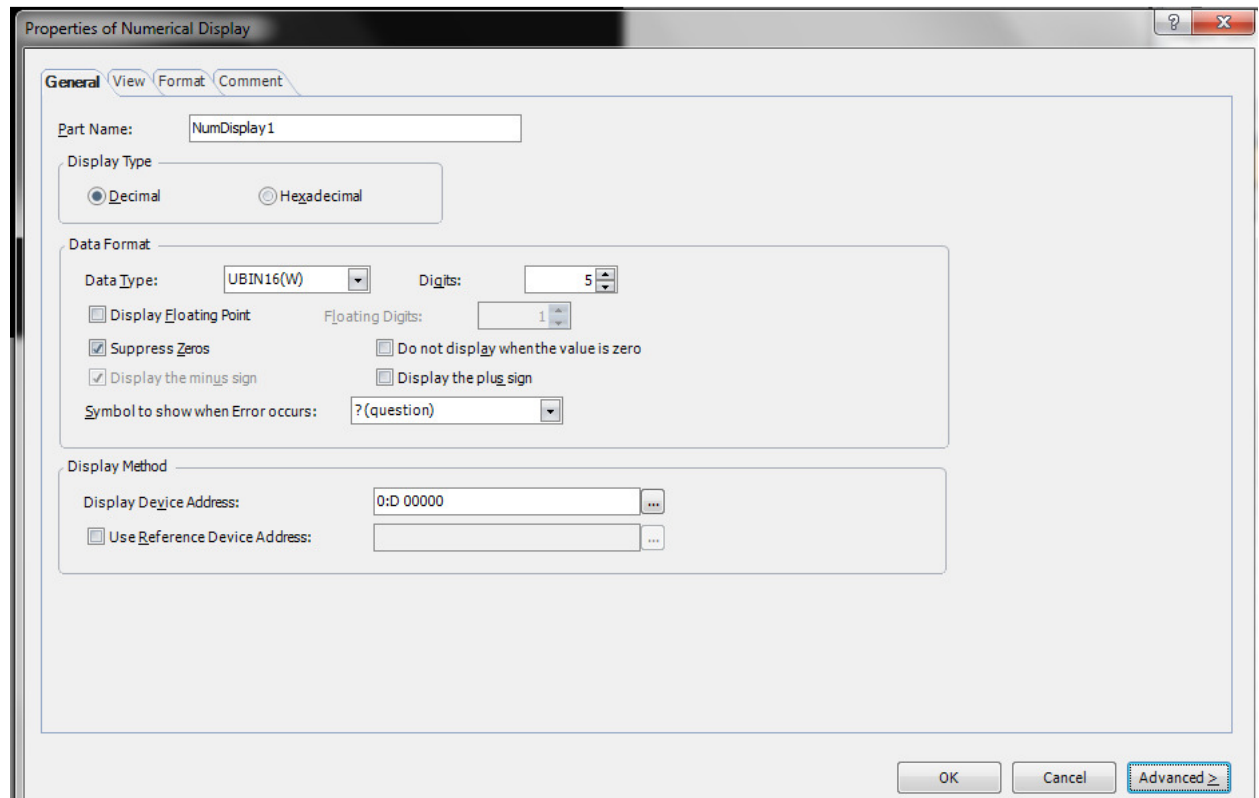 Properties of Numerical Display
?
General View Format Comment
Part Name: NumDisplay1
Display Type
Decimal Hexadecimal
Data Format
Data Type: UBIN16(W) Digits: 5
Display Floating Point Floating Digits: 1
Suppress Zeros Do not display when the value is zero
Display the minus sign Display the plus sign
Symbol to show when Error occurs: ?(question)
Display Method
Display Device Address: 0:D 00000 ...
Use Reference Device Address: ...
OK Cancel Advanced >